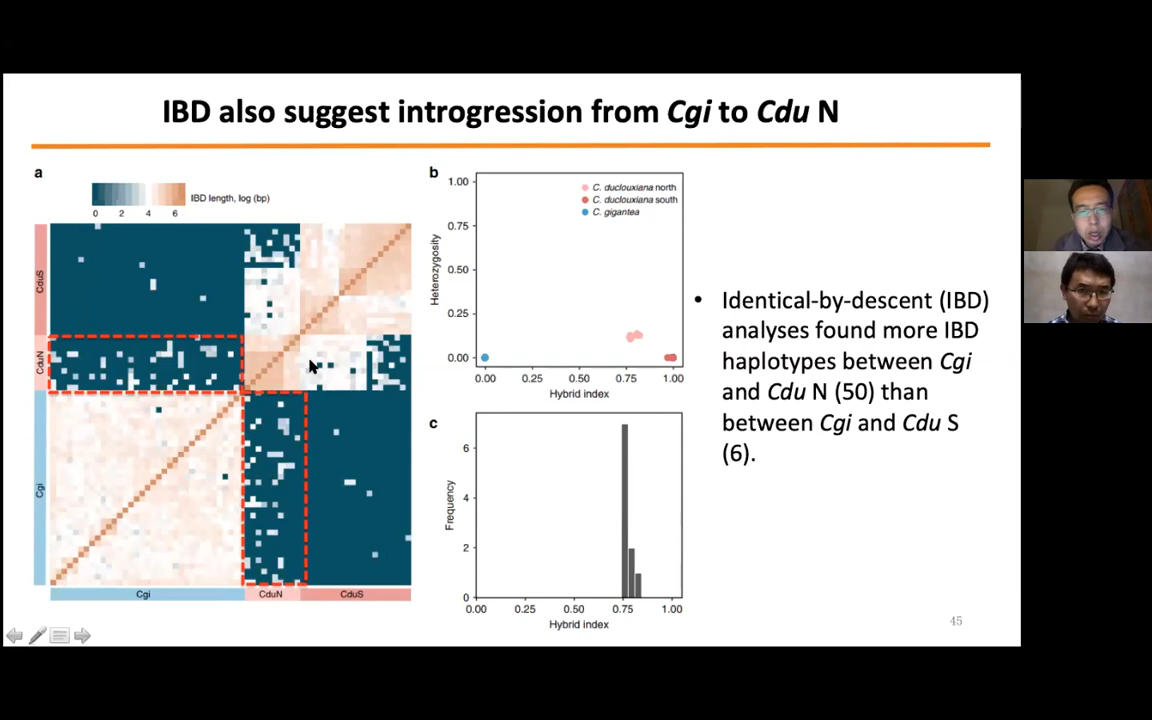 IBD also suggest introgression from Cgi to Cdu N
a
IBD length, log (bp)
0 2 4 6
CduS
CduN
Cgi
Cgi CduN CduS
b
1.00
0.75
0.50
0.25
0.00
Heterozygosity
C. duclouxiana north
C. duclouxiana south
C. gigantea
0.00 0.25 0.50 0.75 1.00
Hybrid index
c
6
4
2
0
Frequency
0.00 0.25 0.50 0.75 1.00
Hybrid index
• Identical-by-descent (IBD)
analyses found more IBD
haplotypes between Cgi
and Cdu N (50) than
between Cgi and Cdu S
(6).
45